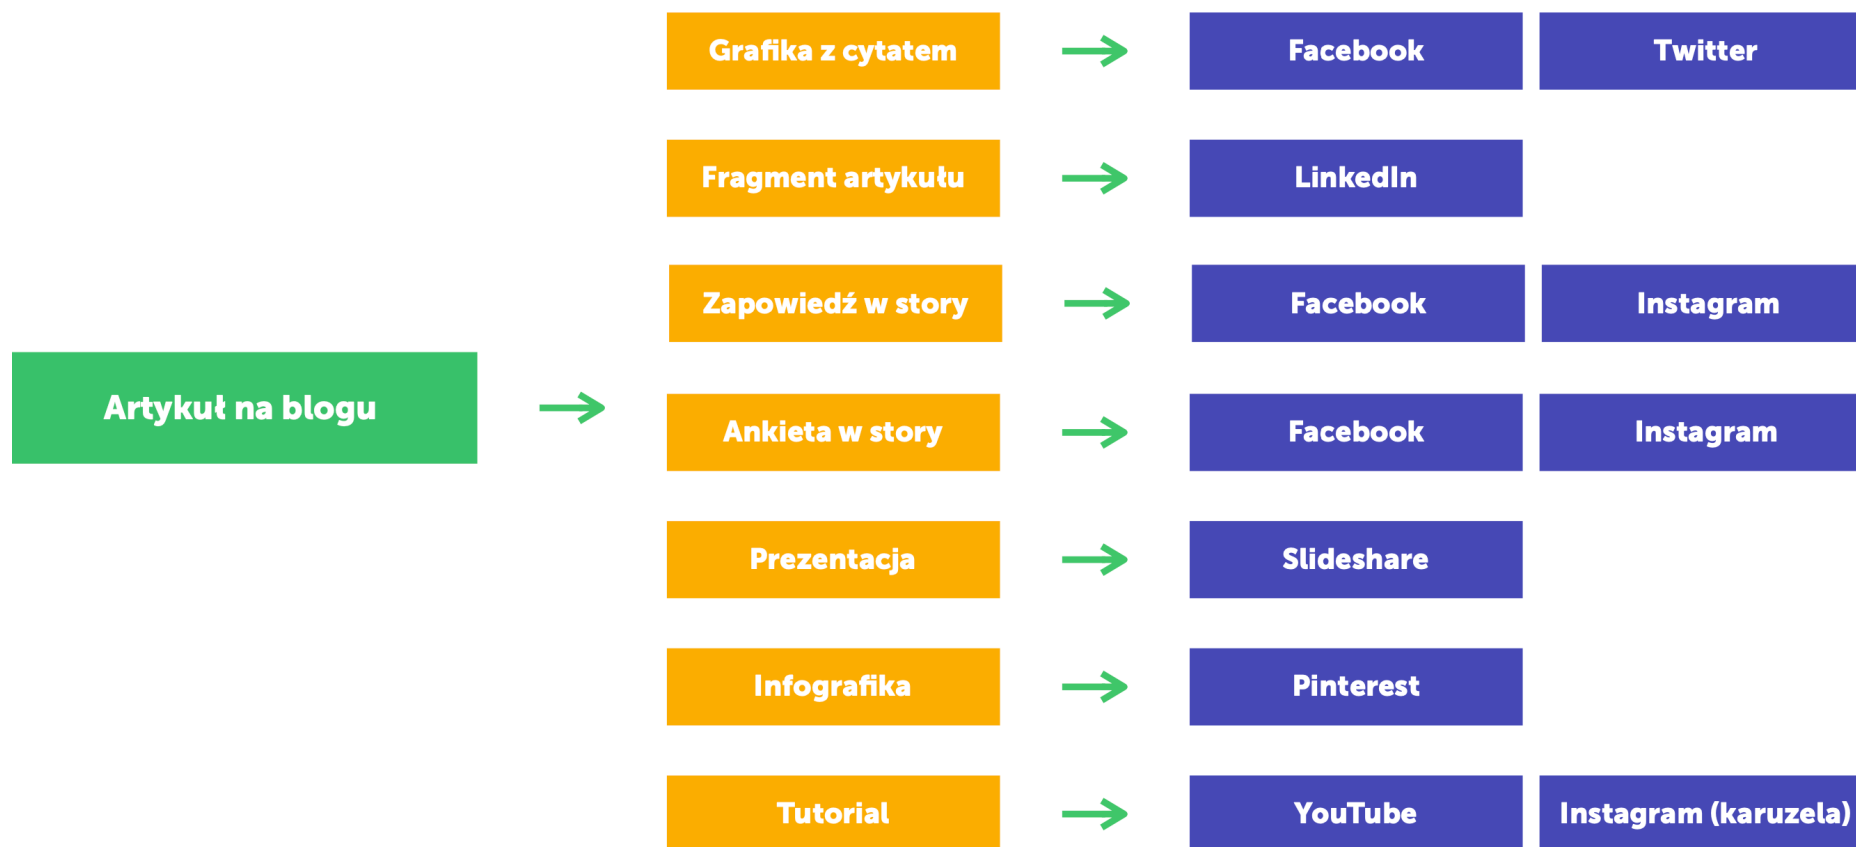 Grafika z cytatem
Facebook
Twitter
Fragment artykułu
LinkedIn
Zapowiedź w story
Facebook
Instagram
Artykuł na blogu
Ankieta w story
Facebook
Instagram
Prezentacja
Slideshare
Infografika
Pinterest
Tutorial
YouTube
Instagram (karuzela)